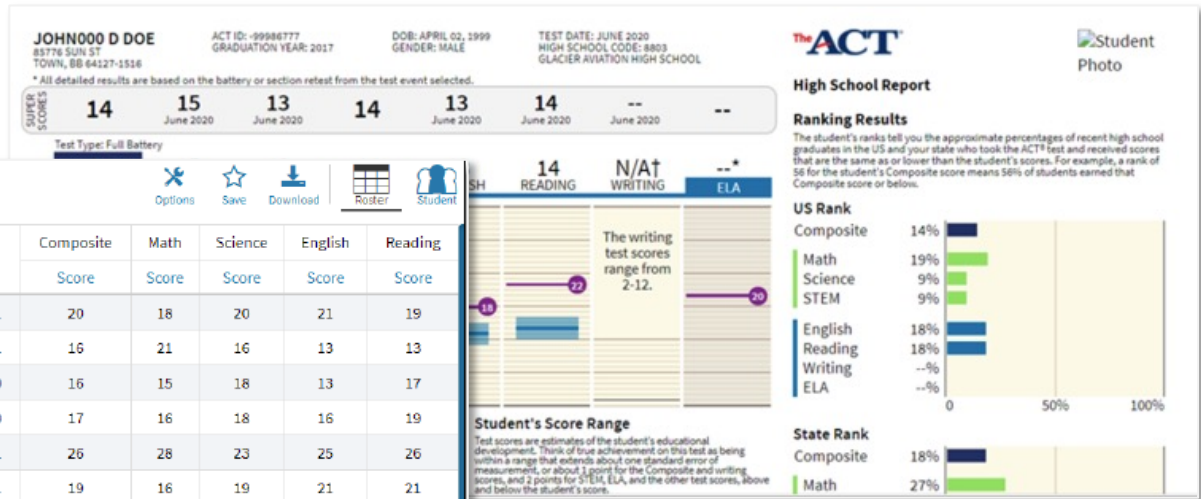 JOHN000 D DOE
85776 SUN ST
TOWN, BB 64127-1516
ACT ID: -99986777
GRADUATION YEAR: 2017
DOB: APRIL 02, 1999
GENDER: MALE
TEST DATE: JUNE 2020
HIGH SCHOOL CODE: 8803
GLACIER AVIATION HIGH SCHOOL
* All detailed results are based on the battery or section retest from the test event selected.
SUPER
SCORES
14 15 13 14 13 14 -- --
June 2020 June 2020 June 2020 June 2020 June 2020
Test Type: Full Battery
14 N/A† --*
SH READING WRITING ELA
The writing
test scores
range from
2-12.
18
22
20
Student's Score Range
Test scores are estimates of the student's educational
development. Think of true achievement on this test as being
within a range that extends about one standard error of
measurement, or about 1 point for the Composite and writing
scores, and 2 points for STEM, ELA, and the other test scores, above
and below the student's score.
Options Save Download Roster Student
Composite Math Science English Reading
Score Score Score Score Score
20 18 20 21 19
16 21 16 13 13
16 15 18 13 17
17 16 18 16 19
26 28 23 25 26
19 16 19 21 21
The ACT
Student
Photo
High School Report
Ranking Results
The student's ranks tell you the approximate percentages of recent high school
graduates in the US and your state who took the ACT® test and received scores
that are the same as or lower than the student's scores. For example, a rank of
56 for the student's Composite score means 56% of students earned that
Composite score or below.
US Rank
Composite 14%
Math 19%
Science 9%
STEM 9%
English 18%
Reading 18%
Writing --%
ELA --%
0 50% 100%
State Rank
Composite 18%
Math 27%